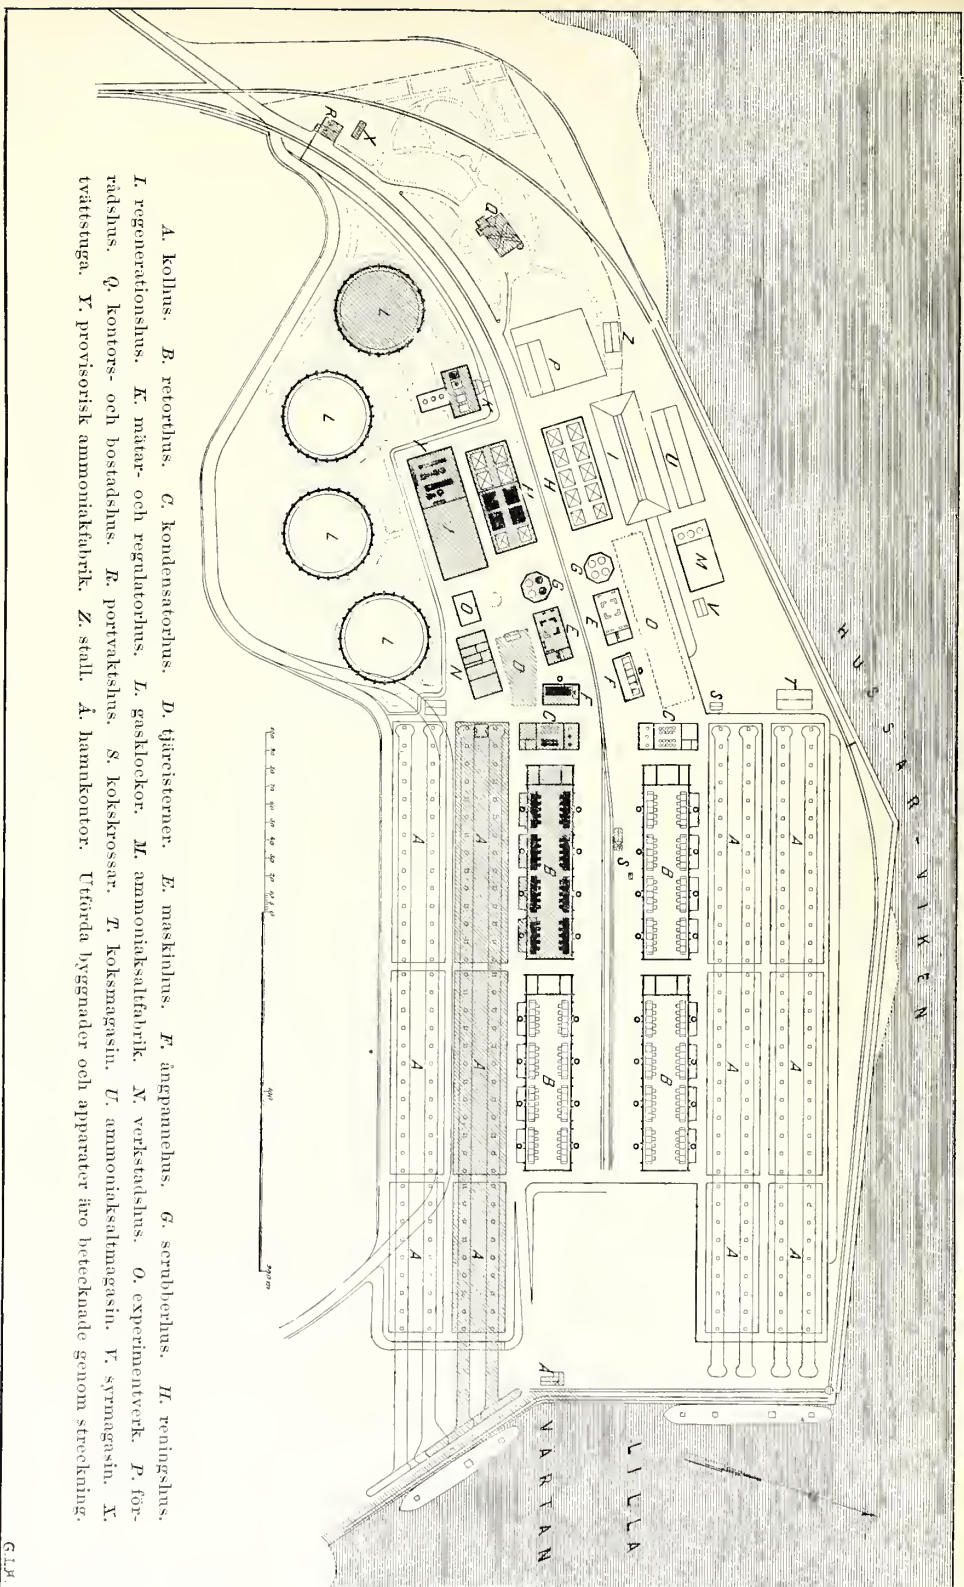 HUSSAR-VIKEN
LILLA
VÄRTAN
A. kolhus. B. retorthus. C. kondensatorhus. D. tjärcisterner. E. maskinhus. F. ångpannehus. G. scrubberhus. H. reningshus.
I. regenerationshus. K. mätar- och regulatorhus. L. gasklockor. M. ammoniaksaltfabrik. N. verkstadshus. O. experimentverk. P. för-
rådshus. Q. kontors- och bostadshus. R. portvaktshus. S. kokskrossar. T. koksmagasin. U. ammoniaksaltmagasin. V. syrmagasin. X.
tvättstuga. Y. provisorisk ammoniakfabrik. Z. stall. Å. hamnkontor. Utförda byggnader och apparater äro betecknade genom streckning.
R
X
Q
Z
P
U
I
H
M
V
K
L
L
L
L
Y
H
G
G
E
E
D
O
N
F
F
D
C
C
S
T
S
A
A
A
A
A
A
A
A
A
A
A
A
B
B
B
B
Å
G.L.H.